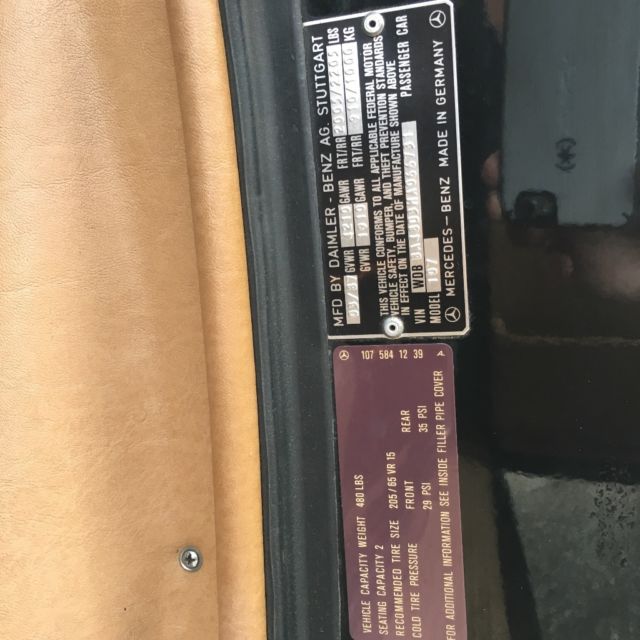 MFD BY DAIMLER - BENZ AG. STUTTGART
GVWR GAWR FRT/RR LBS
GVWR GAWR FRT/RR KG
THIS VEHICLE CONFORMS TO ALL APPLICABLE FEDERAL MOTOR
VEHICLE SAFETY, BUMPER, AND THEFT PREVENTION STANDARDS
IN EFFECT ON THE DATE OF MANUFACTURE SHOWN ABOVE
VIN WDB PASSENGER CAR
MODEL 107
MERCEDES - BENZ MADE IN GERMANY
107 584 12 39 A
VEHICLE CAPACITY WEIGHT 480 LBS
SEATING CAPACITY 2
RECOMMENDED TIRE SIZE 205/65 VR 15
FRONT REAR
COLD TIRE PRESSURE 29 PSI 35 PSI
FOR ADDITIONAL INFORMATION SEE INSIDE FILLER PIPE COVER